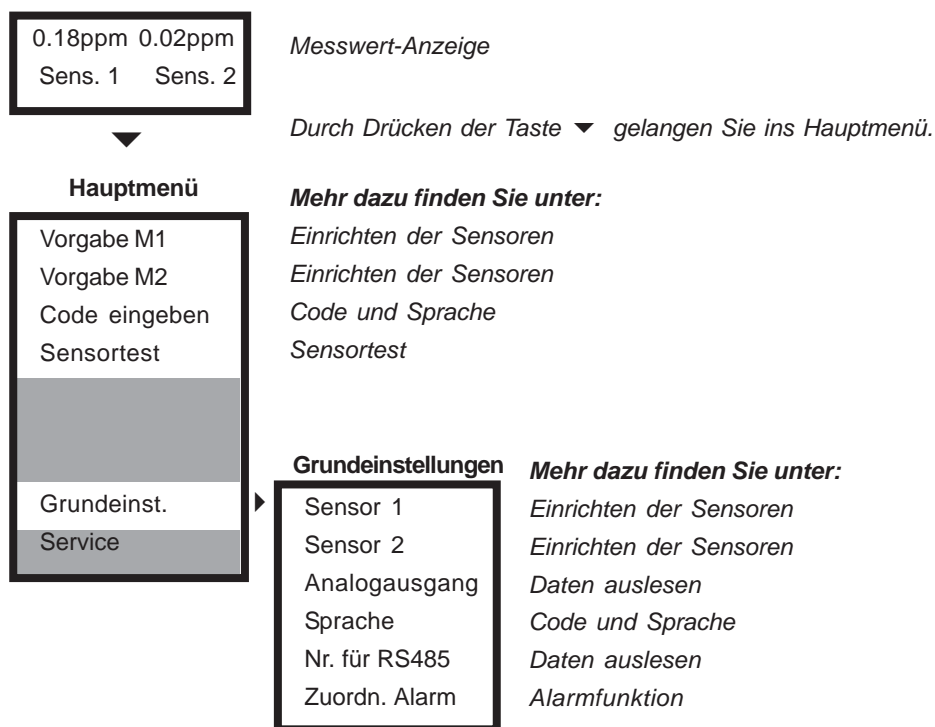 0.18ppm 0.02ppm
Sens. 1 Sens. 2
Messwert-Anzeige
Durch Drücken der Taste ▼ gelangen Sie ins Hauptmenü.
Hauptmenü
Mehr dazu finden Sie unter:
Vorgabe M1
Einrichten der Sensoren
Vorgabe M2
Einrichten der Sensoren
Code eingeben
Code und Sprache
Sensortest
Sensortest
Grundeinst.
Service
Grundeinstellungen
Mehr dazu finden Sie unter:
Sensor 1
Einrichten der Sensoren
Sensor 2
Einrichten der Sensoren
Analogausgang
Daten auslesen
Sprache
Code und Sprache
Nr. für RS485
Daten auslesen
Zuordn. Alarm
Alarmfunktion